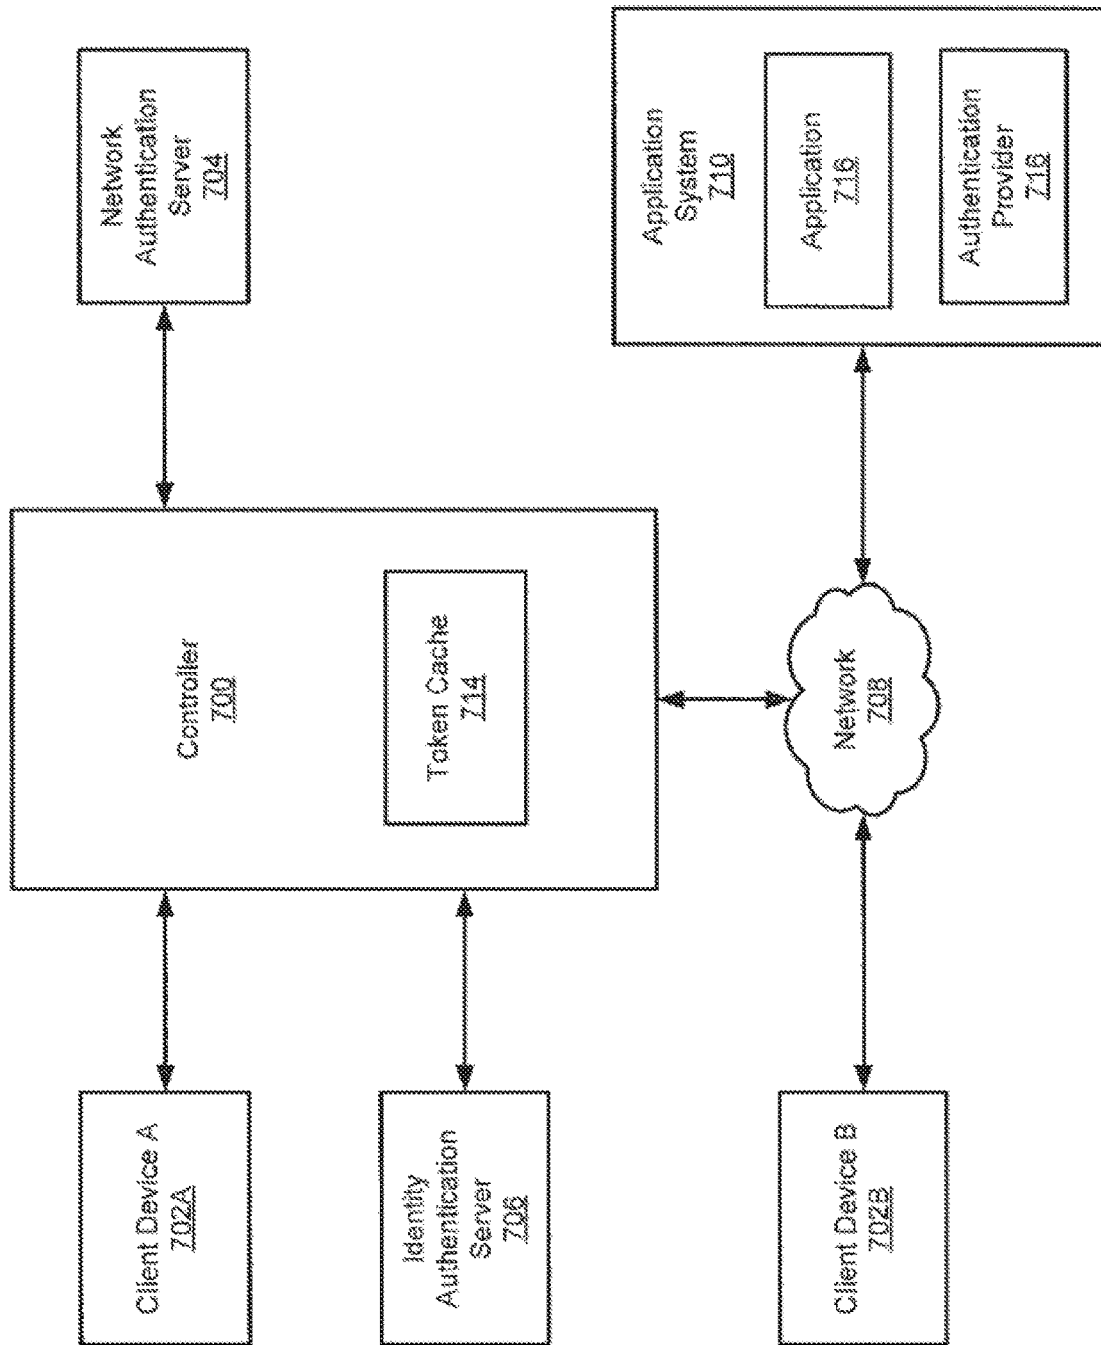 Client Device A
702A
Controller
700
Network
Authentication
Server
704
Identity
Authentication
Server
706
Token Cache
714
Client Device B
702B
Network
708
Application
System
710
Application
716
Authentication
Provider
718